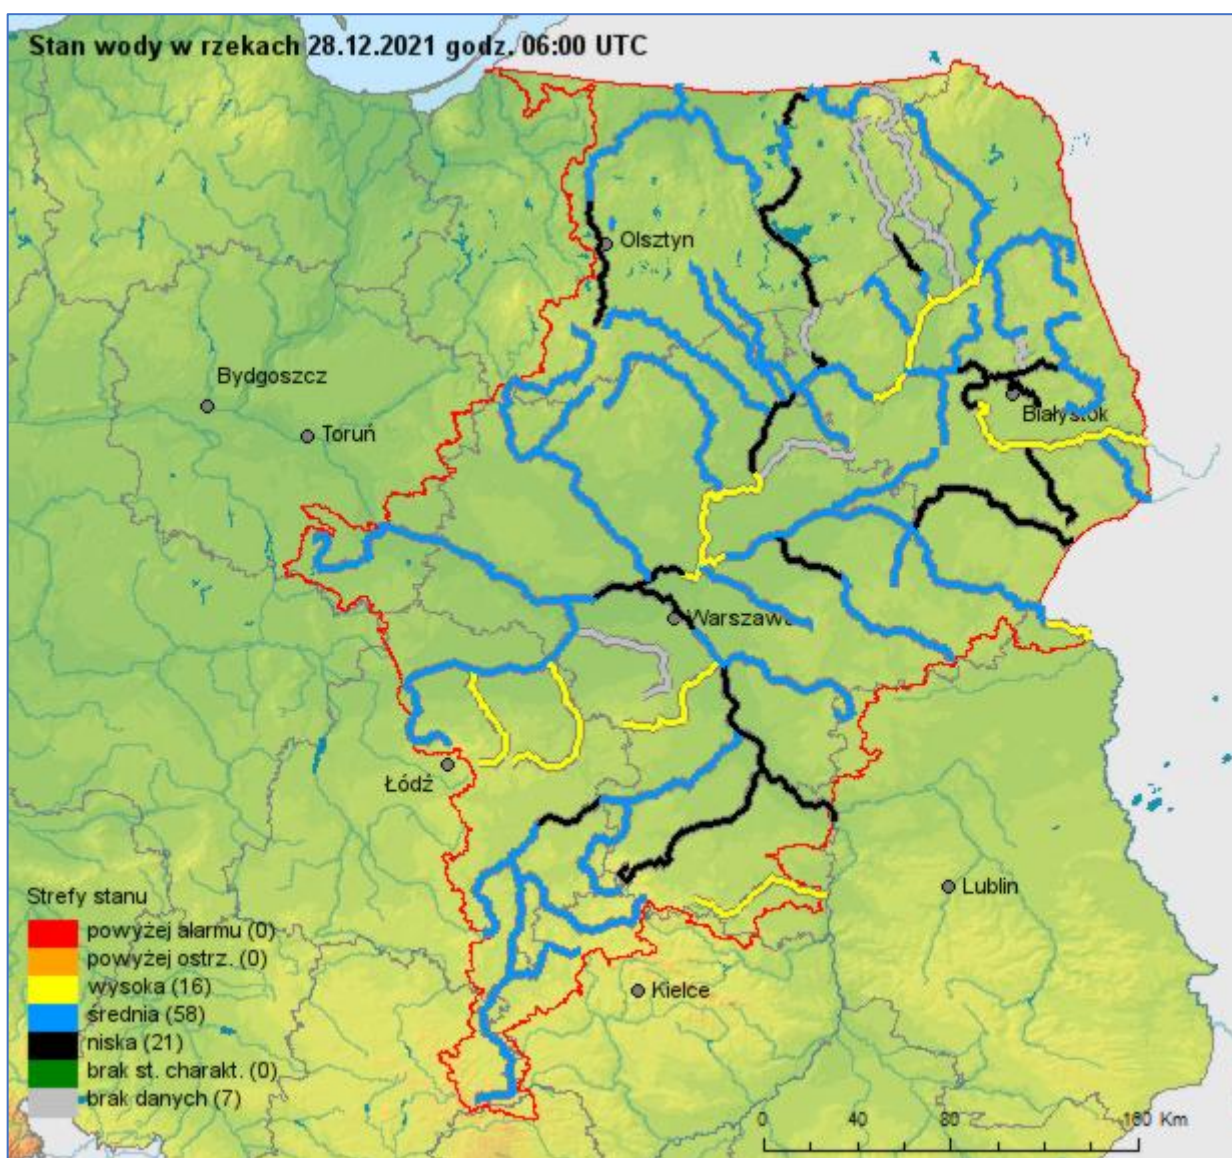 Stan wody w rzekach 28.12.2021 godz. 06:00 UTC
Olsztyn
Bydgoszcz
Toruń
Białystok
Warszawa
Łódź
Lublin
Kielce
Strefy stanu
powyżej alarmu (0)
powyżej ostrz. (0)
wysoka (16)
średnia (58)
niska (21)
brak st. charakt. (0)
brak danych (7)
0 40 80 160 Km